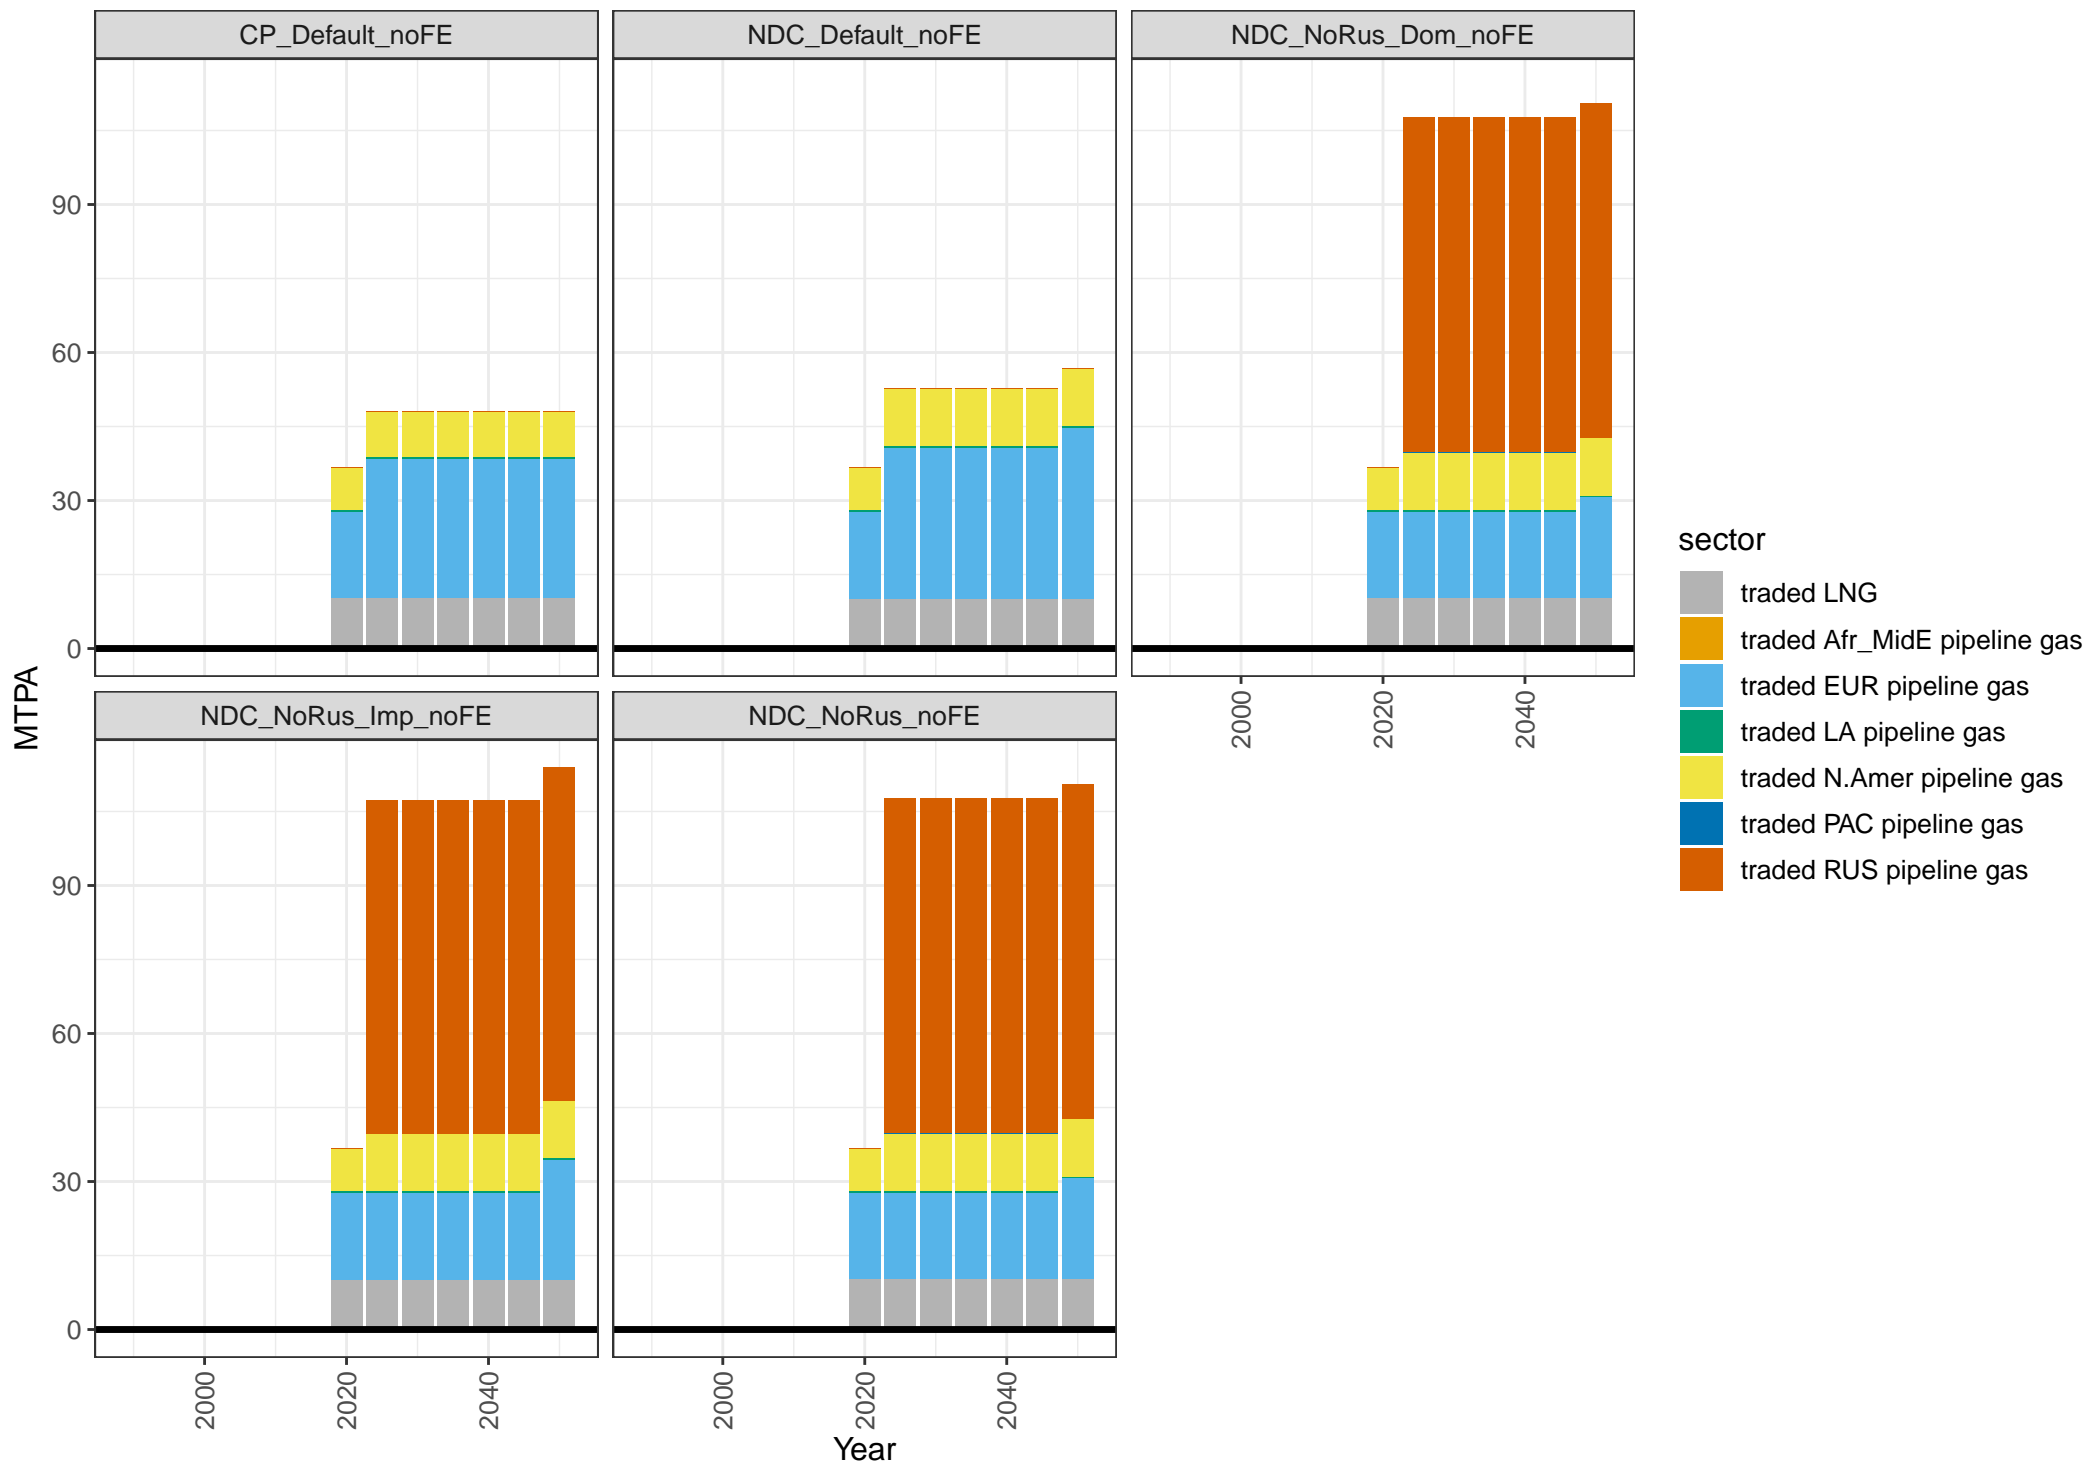 CP_Default_noFE
NDC_Default_noFE
NDC_NoRus_Dom_noFE
90
60
30
0
2000
2020
2040
MTPA
NDC_NoRus_Imp_noFE
NDC_NoRus_noFE
90
60
30
0
2000
2020
2040
2000
2020
2040
Year
sector
traded LNG
traded Afr_MidE pipeline gas
traded EUR pipeline gas
traded LA pipeline gas
traded N.Amer pipeline gas
traded PAC pipeline gas
traded RUS pipeline gas